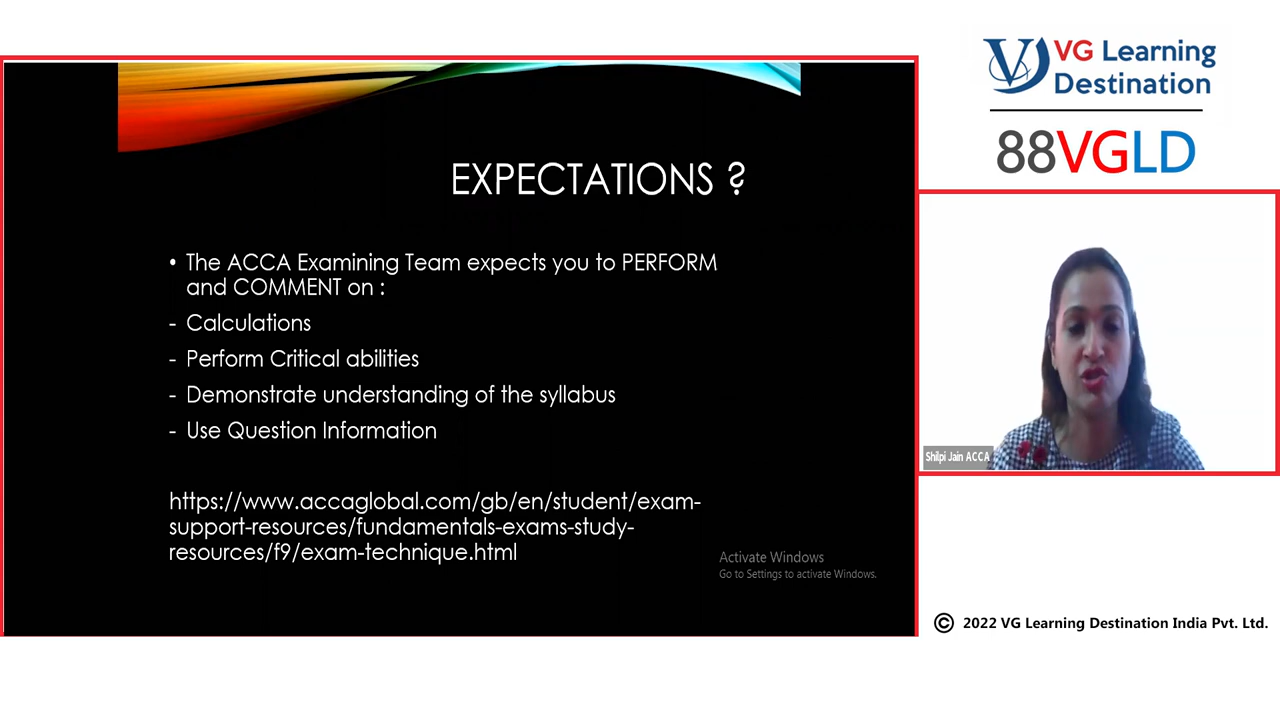 EXPECTATIONS ?
• The ACCA Examining Team expects you to PERFORM
and COMMENT on :
- Calculations
- Perform Critical abilities
- Demonstrate understanding of the syllabus
- Use Question Information
https://www.accaglobal.com/gb/en/student/exam-
support-resources/fundamentals-exams-study-
resources/f9/exam-technique.html
Activate Windows
Go to Settings to activate Windows.
VG Learning
Destination
88VGLD
Shilpi Jain ACCA
© 2022 VG Learning Destination India Pvt. Ltd.